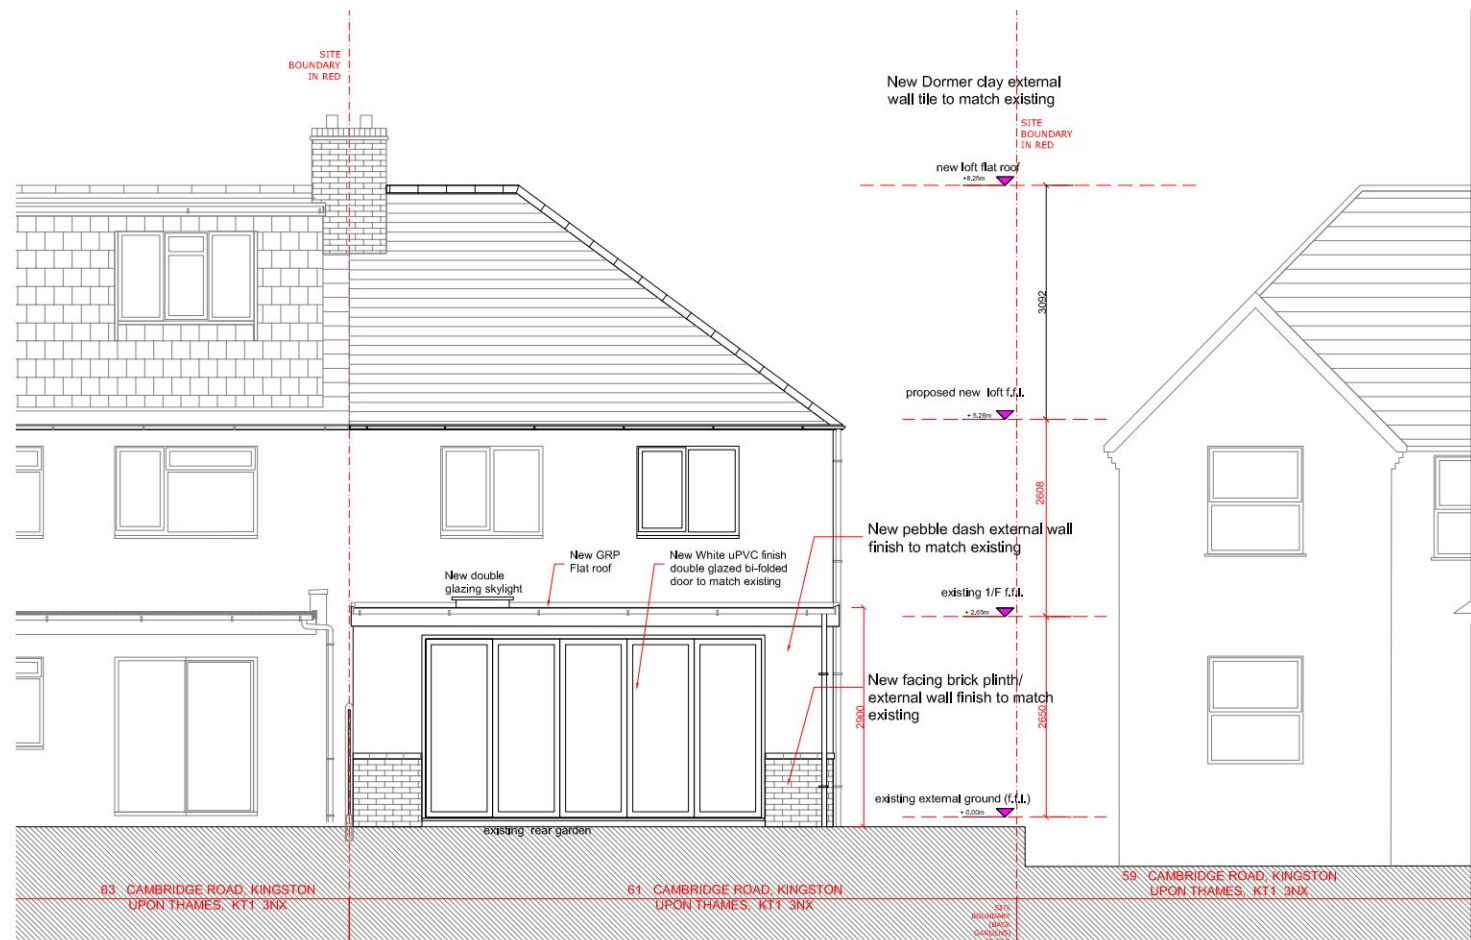 SITE
BOUNDARY
IN RED
New Dormer clay external
wall tile to match existing
SITE
BOUNDARY
IN RED
new loft flat roof
+8.25m
3092
proposed new loft f.f.l.
+ 5.26m
2608
New pebble dash external wall
finish to match existing
New GRP
Flat roof
New White uPVC finish
double glazed bi-folded
door to match existing
New double
glazing skylight
existing 1/F f.f.l.
+ 2.65m
New facing brick plinth/
external wall finish to match
existing
2900
2650
existing external ground (f.f.l.)
+ 0.00m
existing rear garden
63 CAMBRIDGE ROAD, KINGSTON
UPON THAMES, KT1 3NX
61 CAMBRIDGE ROAD, KINGSTON
UPON THAMES, KT1 3NX
59 CAMBRIDGE ROAD, KINGSTON
UPON THAMES, KT1 3NX
SITE
BOUNDARY
(BACK
GARDENS)